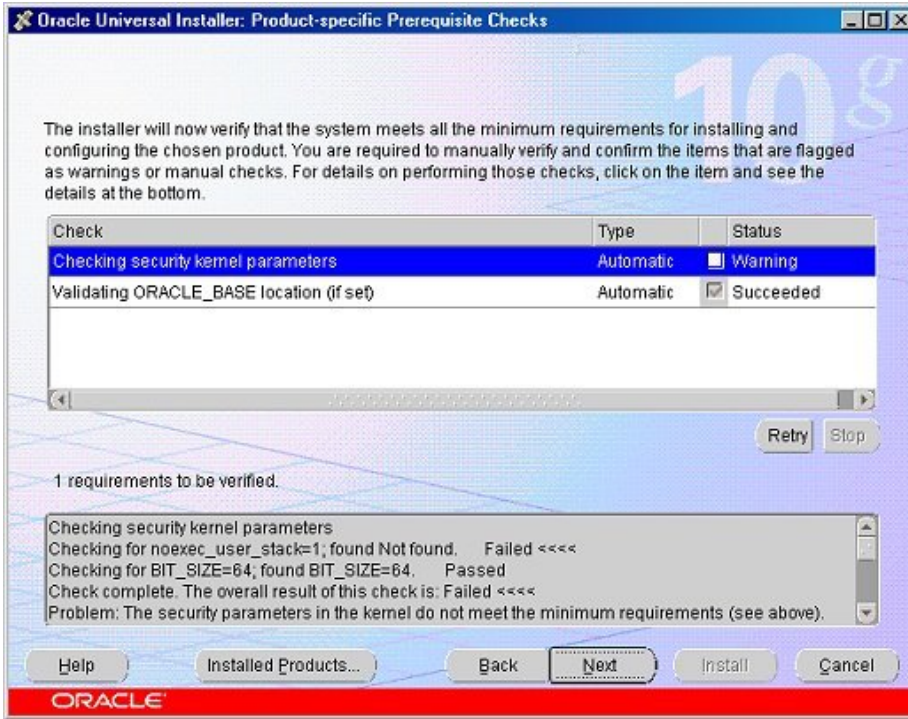 Oracle Universal Installer: Product-specific Prerequisite Checks
10g
The installer will now verify that the system meets all the minimum requirements for installing and
configuring the chosen product. You are required to manually verify and confirm the items that are flagged
as warnings or manual checks. For details on performing those checks, click on the item and see the
details at the bottom.
Check Type Status
Checking security kernel parameters Automatic Warning
Validating ORACLE_BASE location (if set) Automatic Succeeded
Retry Stop
1 requirements to be verified.
Checking security kernel parameters
Checking for noexec_user_stack=1; found Not found. Failed <<<<
Checking for BIT_SIZE=64; found BIT_SIZE=64. Passed
Check complete. The overall result of this check is: Failed <<<<
Problem: The security parameters in the kernel do not meet the minimum requirements (see above).
Help Installed Products... Back Next Install Cancel
ORACLE